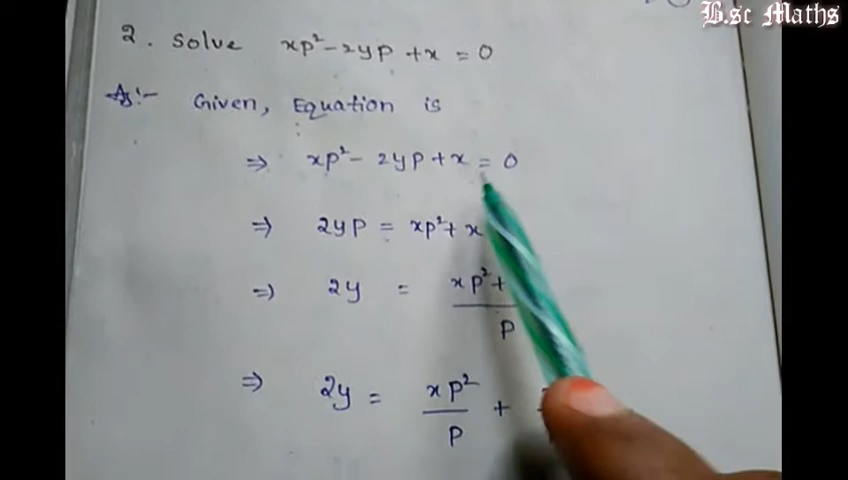 B.sc Maths
2. Solve xp² - 2yp + x = 0
Given, Equation is
⇒ xp² - 2yp + x = 0
⇒ 2yp = xp² + x
⇒ 2y = xp² + / p
⇒ 2y = xp² / p +